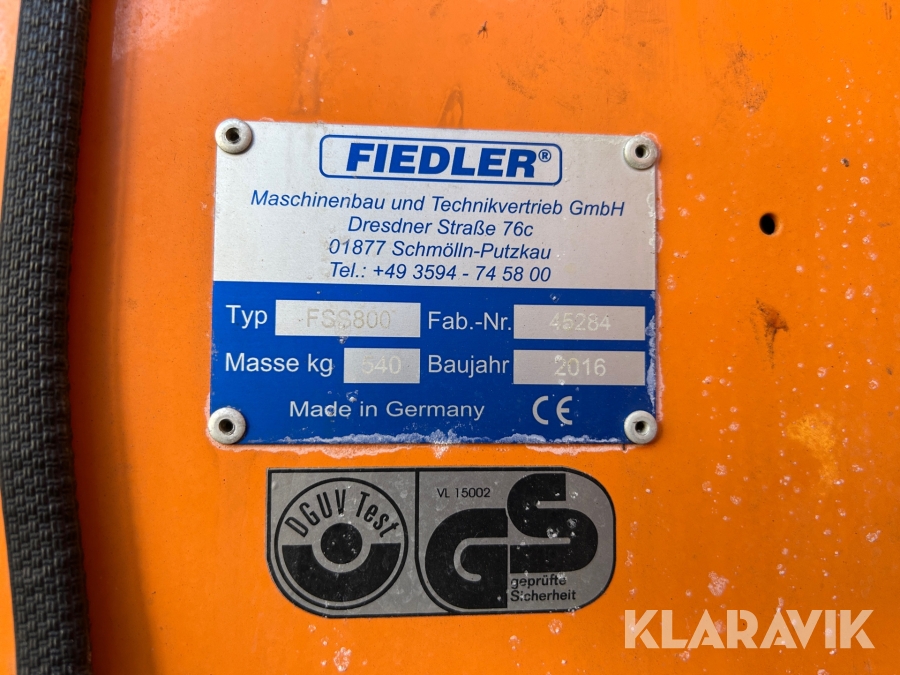 FIEDLER®
Maschinenbau und Technikvertrieb GmbH
Dresdner Straße 76c
01877 Schmölln-Putzkau
Tel.: +49 3594 - 74 58 00
Typ FSS800 Fab.-Nr. 45284
Masse kg 540 Baujahr 2016
Made in Germany CE
DGUV Test
VL 15002
GS
geprüfte
Sicherheit
KLARAVIK